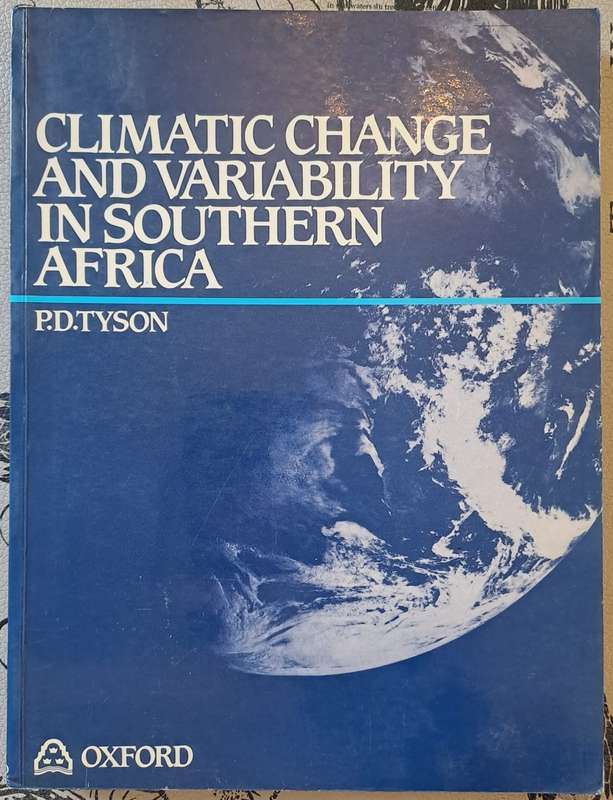 CLIMATIC CHANGE
AND VARIABILITY
IN SOUTHERN
AFRICA
P.D.TYSON
OXFORD